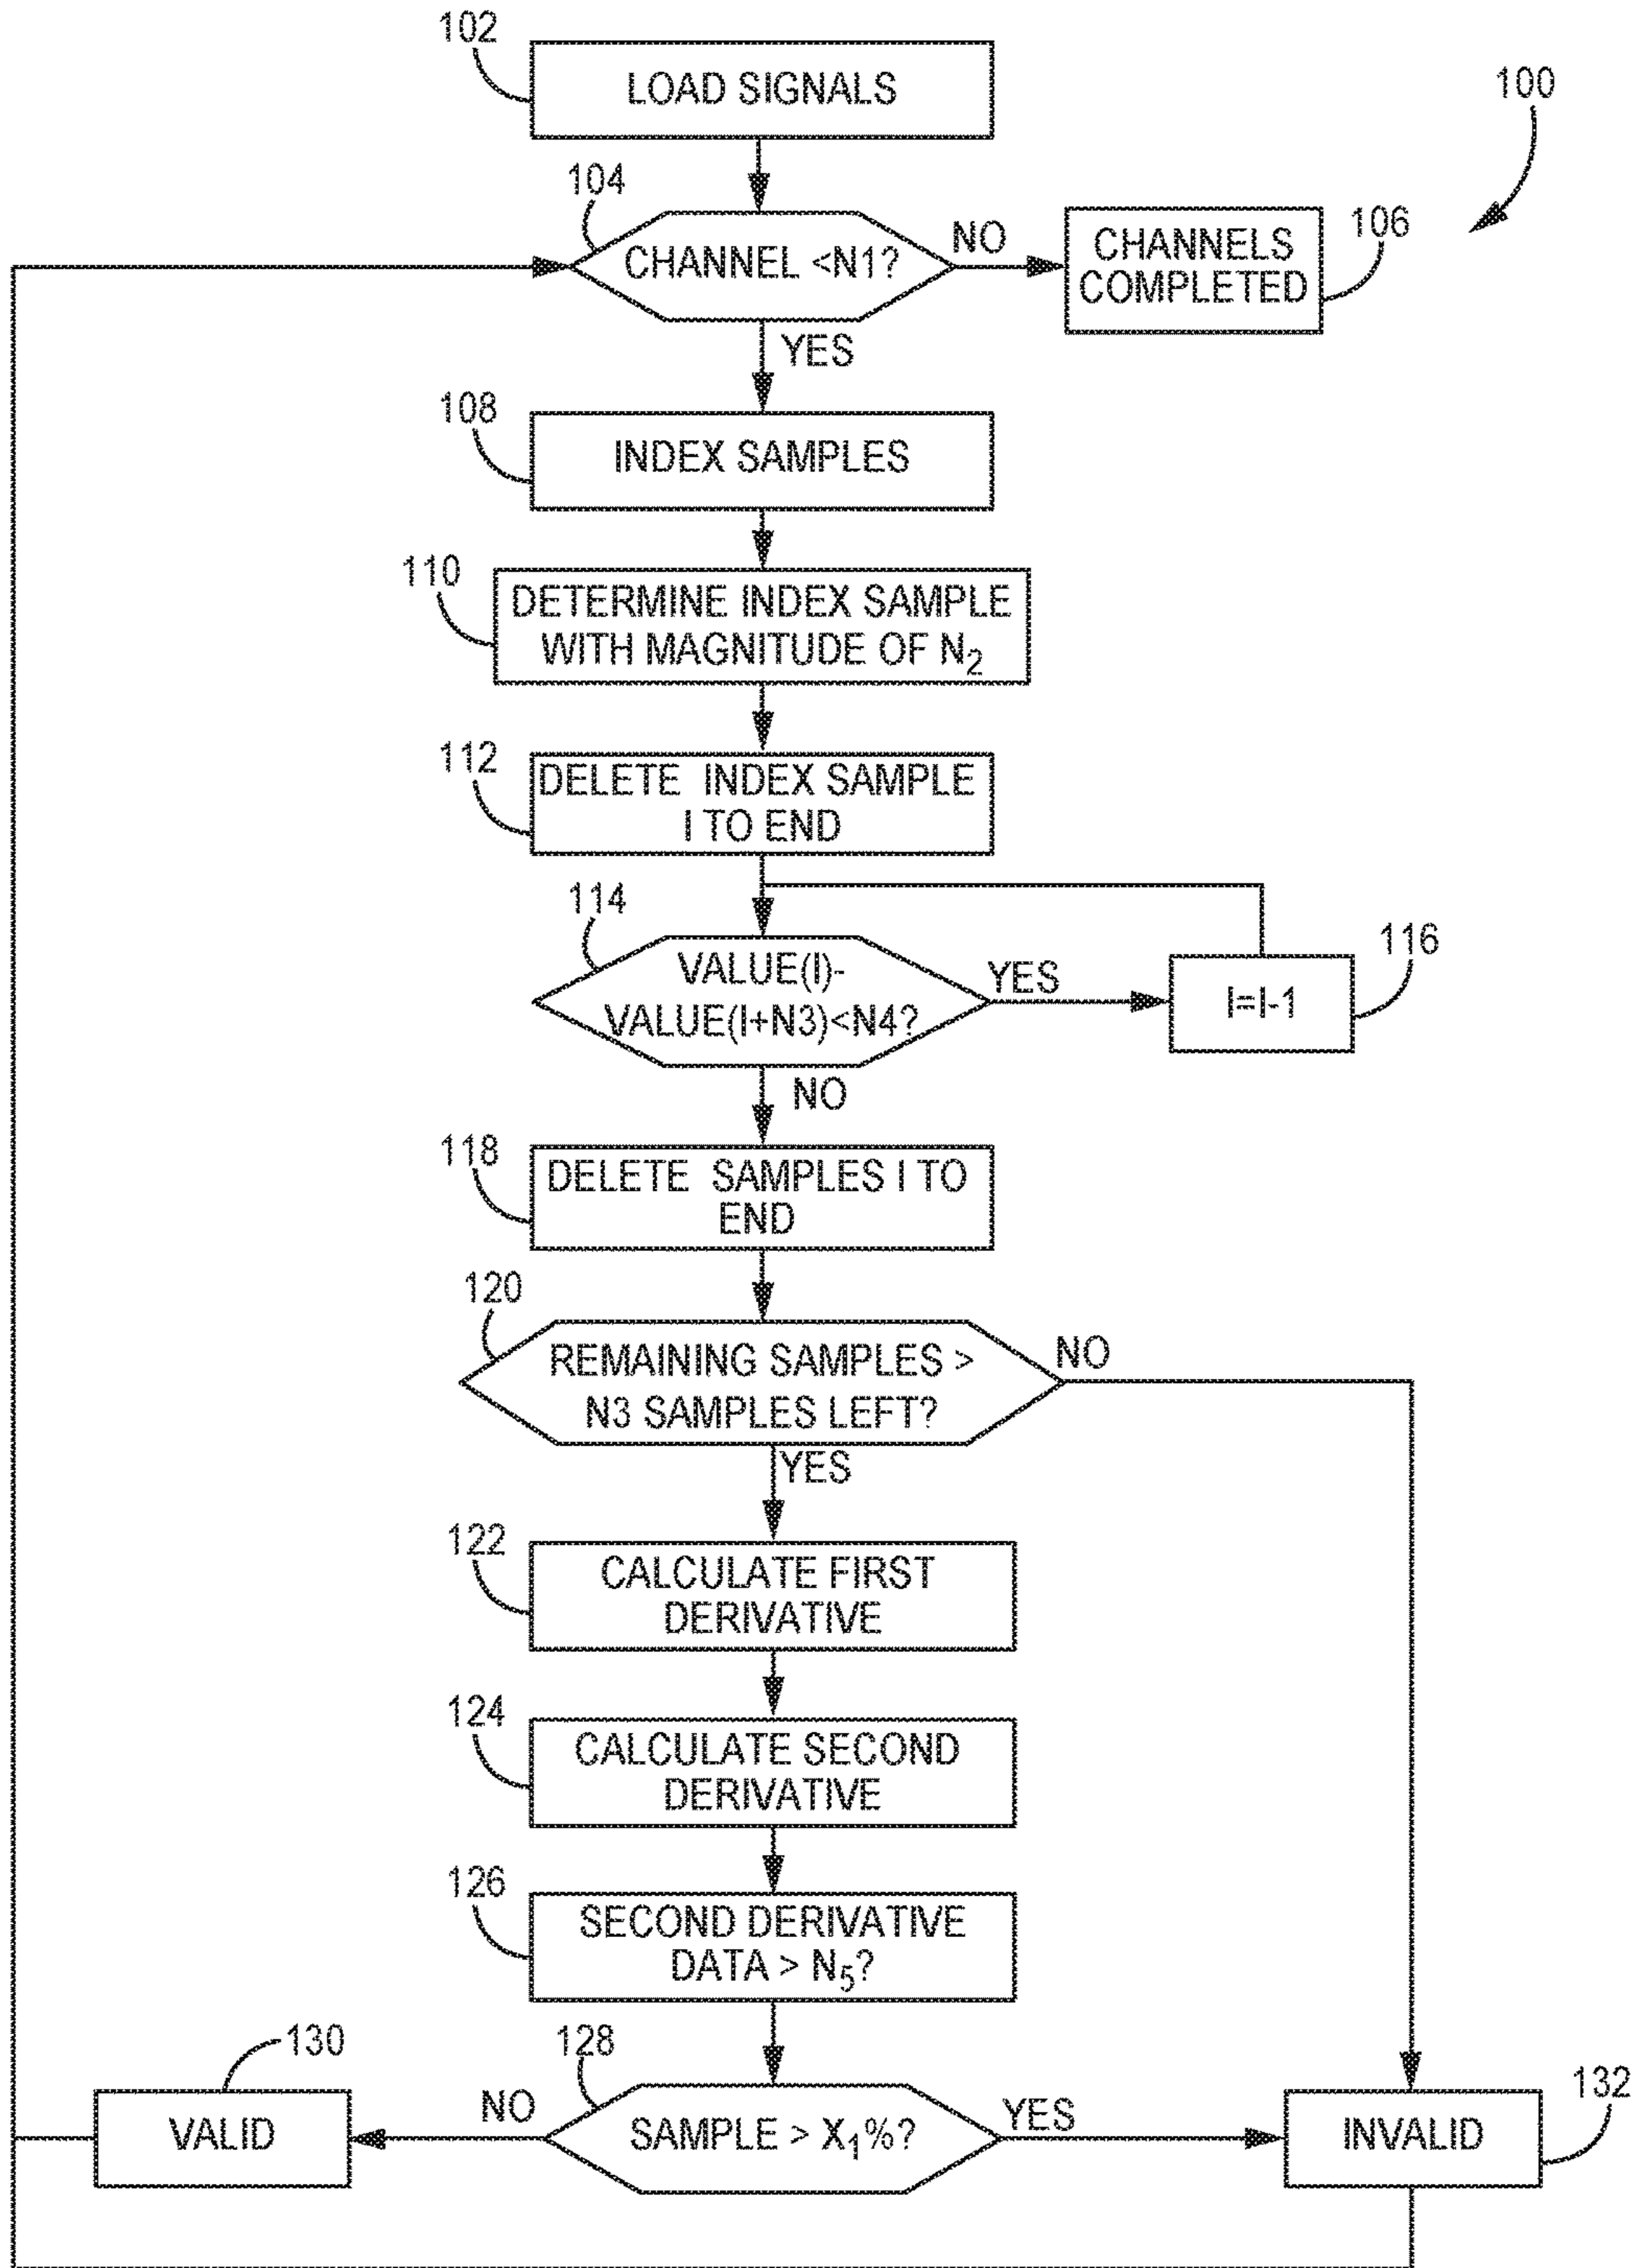 102
LOAD SIGNALS
100
104
CHANNEL <N1?
NO
CHANNELS
COMPLETED
106
YES
108
INDEX SAMPLES
110
DETERMINE INDEX SAMPLE
WITH MAGNITUDE OF N₂
112
DELETE INDEX SAMPLE
I TO END
114
VALUE(I)-
VALUE(I+N3)<N4?
YES
I=I-1
116
NO
118
DELETE SAMPLES I TO
END
120
REMAINING SAMPLES >
N3 SAMPLES LEFT?
NO
YES
122
CALCULATE FIRST
DERIVATIVE
124
CALCULATE SECOND
DERIVATIVE
126
SECOND DERIVATIVE
DATA > N₅?
130
VALID
NO
128
SAMPLE > X₁%?
YES
INVALID
132